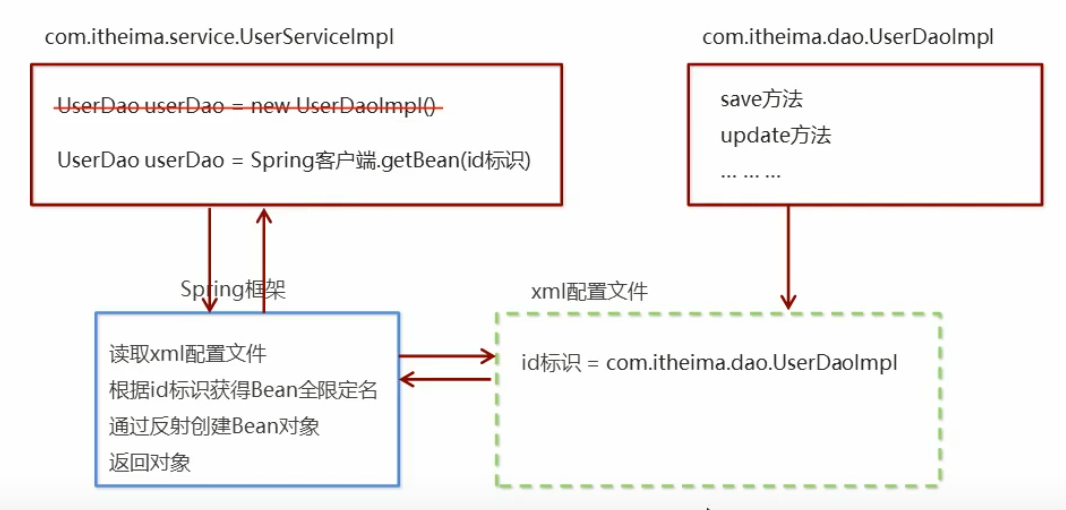 com.itheima.service.UserServiceImpl
com.itheima.dao.UserDaoImpl
UserDao userDao = new UserDaoImpl()
UserDao userDao = Spring客户端.getBean(id标识)
save方法
update方法
... ... ...
Spring框架
xml配置文件
读取xml配置文件
根据id标识获得Bean全限定名
通过反射创建Bean对象
返回对象
id标识 = com.itheima.dao.UserDaoImpl